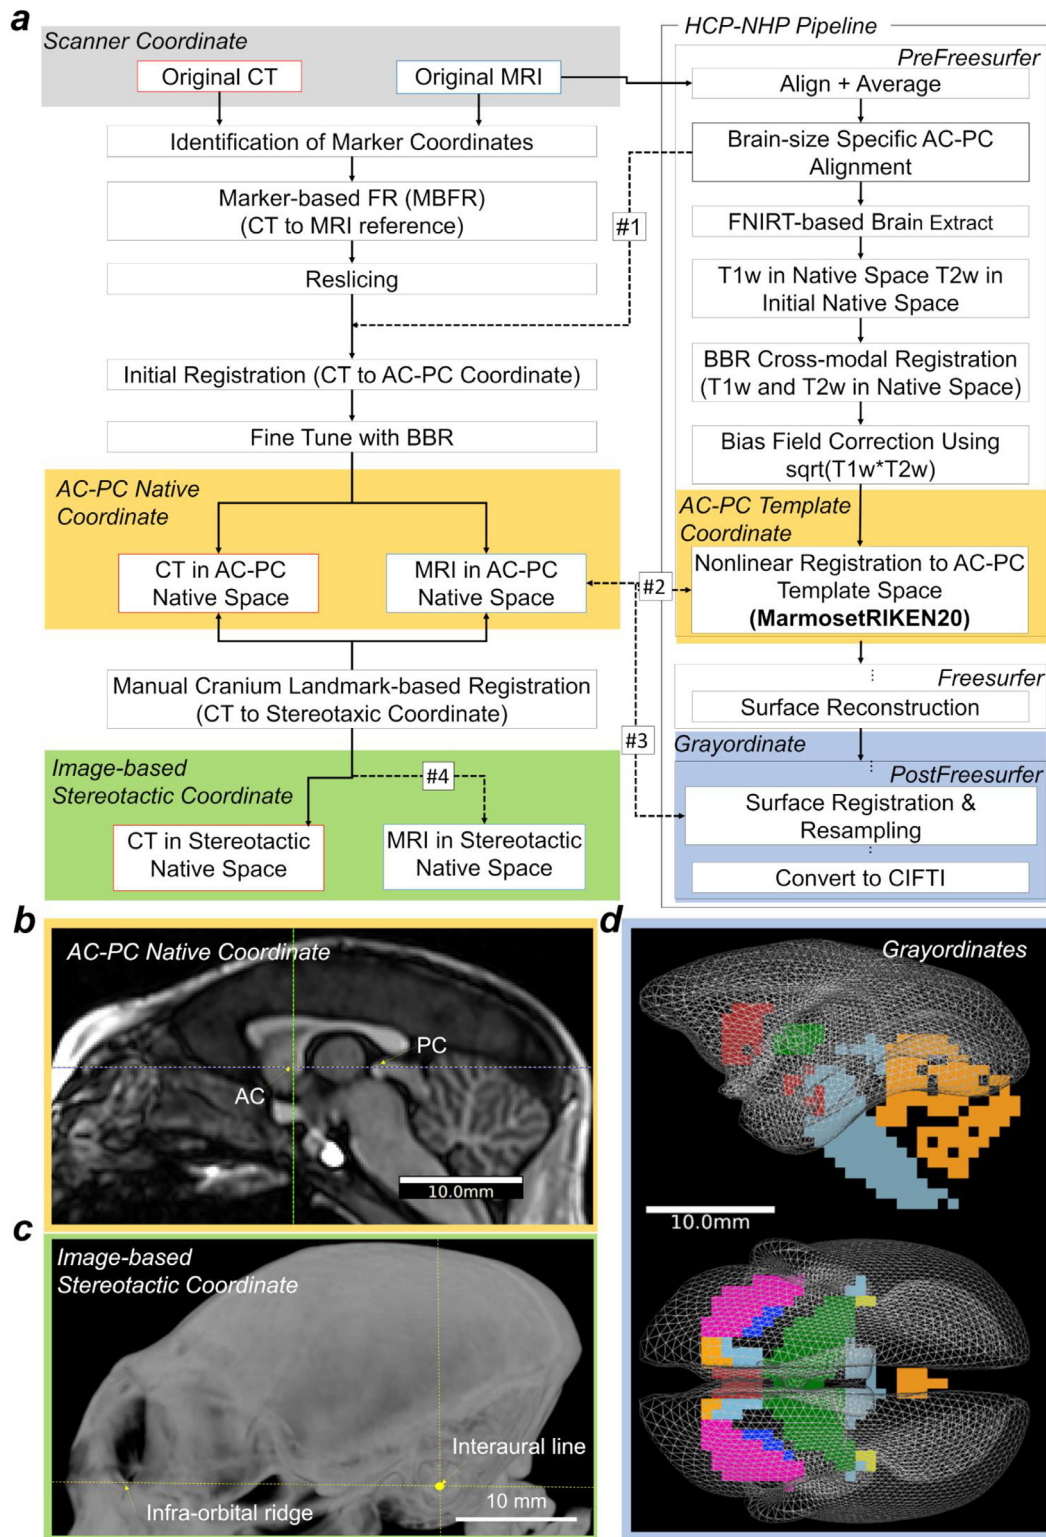 a
Scanner Coordinate
Original CT
Original MRI
Identification of Marker Coordinates
Marker-based FR (MBFR)
(CT to MRI reference)
Reslicing
#1
Initial Registration (CT to AC-PC Coordinate)
Fine Tune with BBR
AC-PC Native
Coordinate
CT in AC-PC
Native Space
MRI in AC-PC
Native Space
#2
Manual Cranium Landmark-based Registration
(CT to Stereotaxic Coordinate)
#3
Image-based
Stereotactic Coordinate
#4
CT in Stereotactic
Native Space
MRI in Stereotactic
Native Space
HCP-NHP Pipeline
PreFreesurfer
Align + Average
Brain-size Specific AC-PC
Alignment
FNIRT-based Brain Extract
T1w in Native Space T2w in
Initial Native Space
BBR Cross-modal Registration
(T1w and T2w in Native Space)
Bias Field Correction Using
sqrt(T1w*T2w)
AC-PC Template
Coordinate
Nonlinear Registration to AC-PC
Template Space
(MarmosetRIKEN20)
Freesurfer
Surface Reconstruction
Grayordinate
PostFreesurfer
Surface Registration &
Resampling
Convert to CIFTI
b
AC-PC Native Coordinate
PC
AC
10.0mm
c
Image-based
Stereotactic Coordinate
Interaural line
Infra-orbital ridge
10 mm
d
Grayordinates
10.0mm